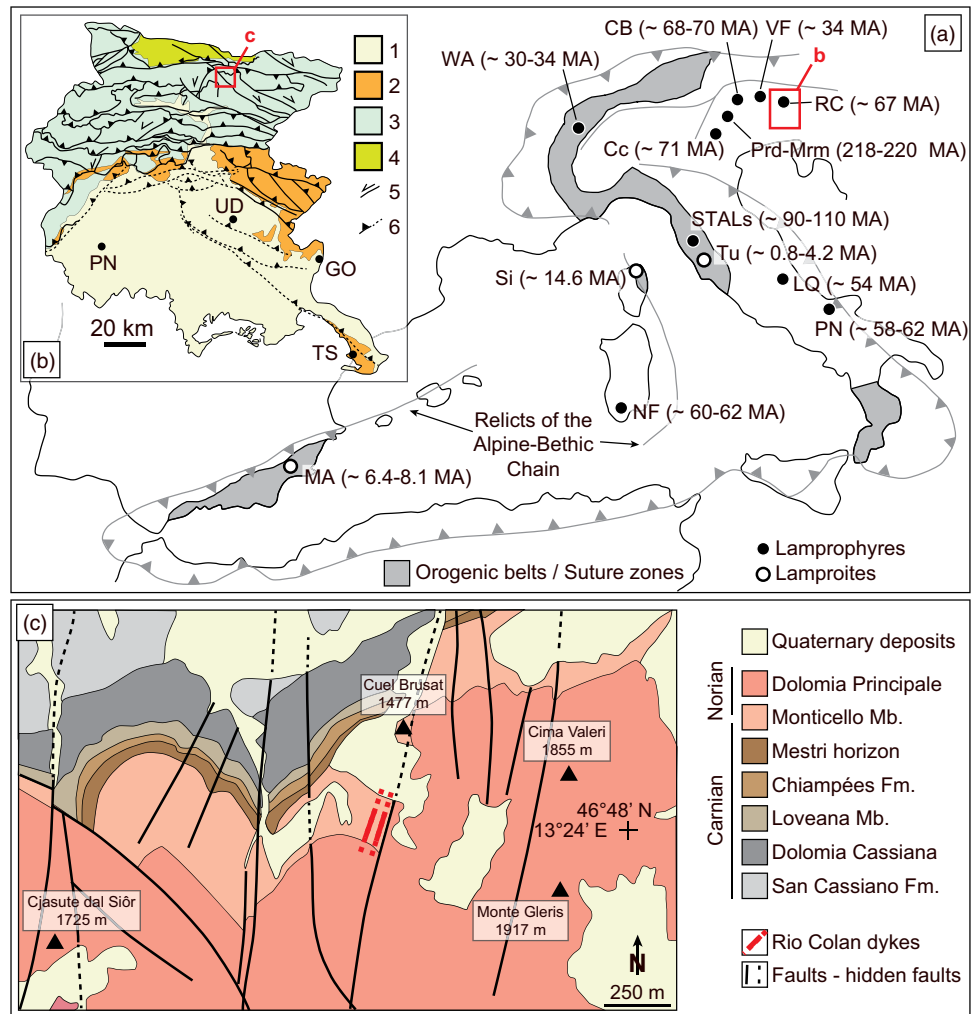 (a)
CB (~ 68-70 MA)
VF (~ 34 MA)
WA (~ 30-34 MA)
b
RC (~ 67 MA)
Cc (~ 71 MA)
Prd-Mrm (218-220 MA)
STALs (~ 90-110 MA)
Tu (~ 0.8-4.2 MA)
Si (~ 14.6 MA)
LQ (~ 54 MA)
PN (~ 58-62 MA)
NF (~ 60-62 MA)
Relicts of the
Alpine-Bethic
Chain
MA (~ 6.4-8.1 MA)
Orogenic belts / Suture zones
Lamprophyres
Lamproites
(b)
c
1
2
3
4
5
6
UD
PN
GO
TS
20 km
(c)
Cuel Brusat
1477 m
Cima Valeri
1855 m
46°48' N
13°24' E
Cjasute dal Siôr
1725 m
Monte Gleris
1917 m
N
250 m
Quaternary deposits
Norian
Dolomia Principale
Monticello Mb.
Carnian
Mestri horizon
Chiampées Fm.
Loveana Mb.
Dolomia Cassiana
San Cassiano Fm.
Rio Colan dykes
Faults - hidden faults